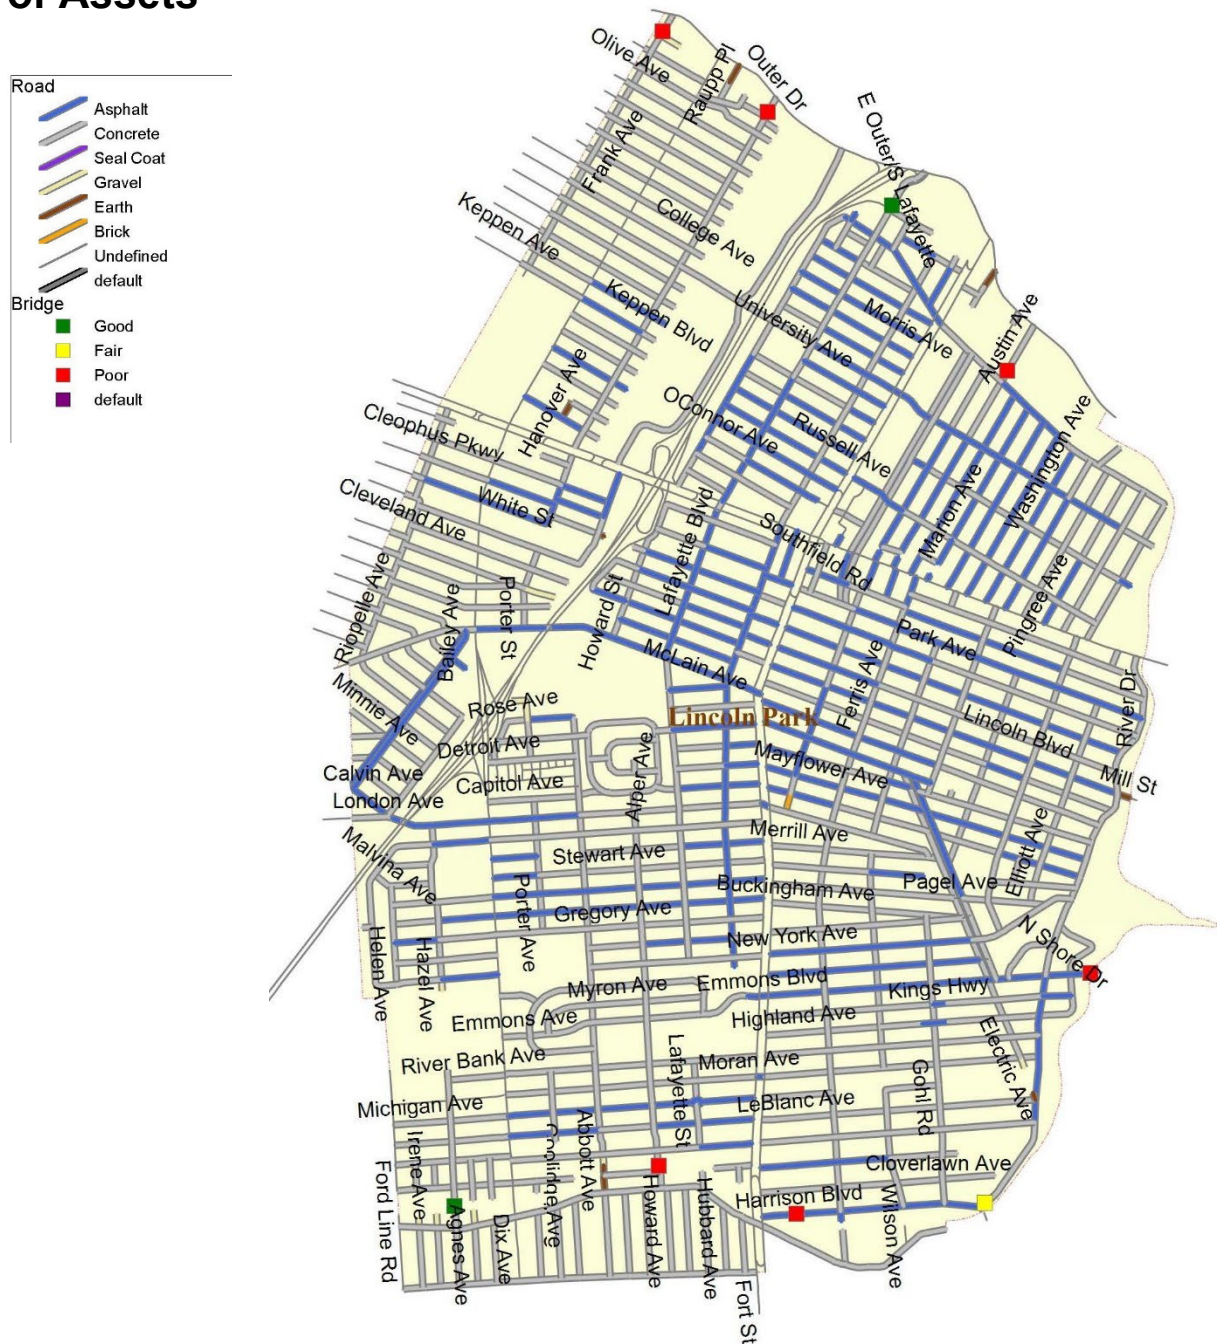 of Assets
Road
Asphalt
Concrete
Seal Coat
Gravel
Earth
Brick
Undefined
default
Bridge
Good
Fair
Poor
default
Olive Ave
Raupp Pl
Outer Dr
E Outer/S Lafayette
Frank Ave
College Ave
Keppen Ave
Keppen Blvd
University Ave
Morris Ave
Austin Ave
Hanover Ave
OConnor Ave
Russell Ave
Cleophus Pkwy
White St
Cleveland Ave
Lafayette Blvd
Southfield Rd
Marion Ave
Washington Ave
Riopelle Ave
Bailey Ave
Porter St
Howard St
McLain Ave
Park Ave
Pingree Ave
Ferris Ave
River Dr
Minnie Ave
Rose Ave
Lincoln Park
Lincoln Blvd
Detroit Ave
Mayflower Ave
Mill St
Calvin Ave
Capitol Ave
Alper Ave
London Ave
Merrill Ave
Elliott Ave
Malvina Ave
Stewart Ave
Buckingham Ave
Pagel Ave
Porter Ave
Gregory Ave
New York Ave
N Shore Dr
Helen Ave
Hazel Ave
Myron Ave
Emmons Blvd
Kings Hwy
Emmons Ave
Highland Ave
Electric Ave
River Bank Ave
Lafayette St
Moran Ave
Gohl Rd
Michigan Ave
LeBlanc Ave
Abbott Ave
Irene Ave
Coolidge Ave
Cloverlawn Ave
Ford Line Rd
Agnes Ave
Dix Ave
Howard Ave
Hubbard Ave
Harrison Blvd
Wilson Ave
Fort St